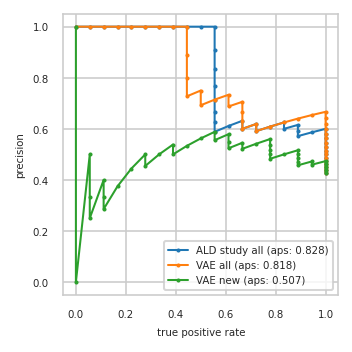 1.0
0.8
0.6
0.4
0.2
0.0
precision
0.0 0.2 0.4 0.6 0.8 1.0
true positive rate
ALD study all (aps: 0.828)
VAE all (aps: 0.818)
VAE new (aps: 0.507)